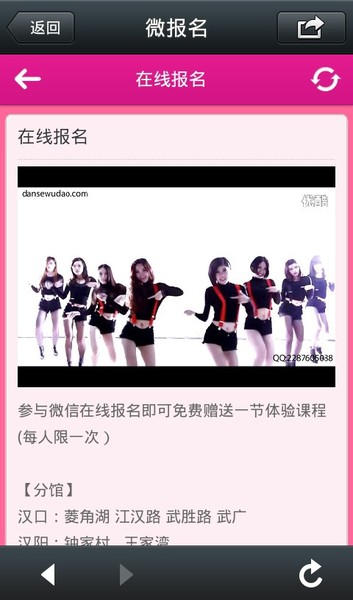 返回
微报名
在线报名
在线报名
dansewudao.com
优酷
QQ:2287605038
参与微信在线报名即可免费赠送一节体验课程
(每人限一次）
【分馆】
汉口：菱角湖 江汉路 武胜路 武广
汉阳：钟家村、王家湾